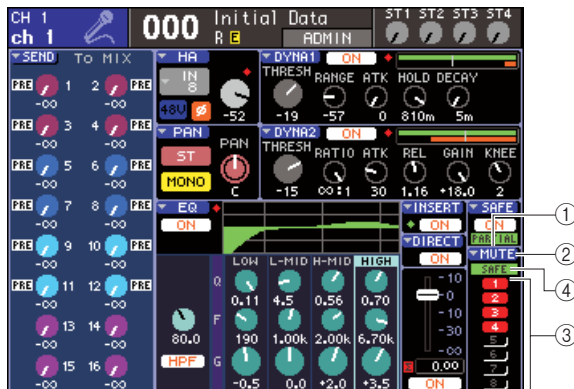 CH 1
ch 1
000
Initial Data
R E
ADMIN
ST1 ST2 ST3 ST4
SEND To MIX
PRE 1 2 PRE
-∞ -∞
PRE 3 4 PRE
-∞ -∞
PRE 5 6 PRE
-∞ -∞
PRE 7 8 PRE
-∞ -∞
PRE 9 10 PRE
-∞ -∞
PRE 11 12 PRE
-∞ -∞
13 14
-∞ -∞
15 16
-∞ -∞
HA
IN
8
48V ø
-52
DYNA1 ON
THRESH RANGE ATK HOLD DECAY
-19 -57 0 810m 5m
PAN
ST
MONO
PAN
C
DYNA2 ON
THRESH RATIO ATK REL GAIN KNEE
-15 ∞:1 30 1.16 +18.0 2
EQ
ON
LOW L-MID H-MID HIGH
Q
0.11 4.5 0.56 0.70
F
80.0 190 1.00k 2.00k 6.70k
HPF
G
-0.5 0.0 +2.0 +3.5
INSERT
ON
DIRECT
ON
-10
-0
-10
-30
-∞
0.00
ON
SAFE
ON
PARTIAL
MUTE
SAFE
1
2
3
4
5
6
7
8
①
②
④
③